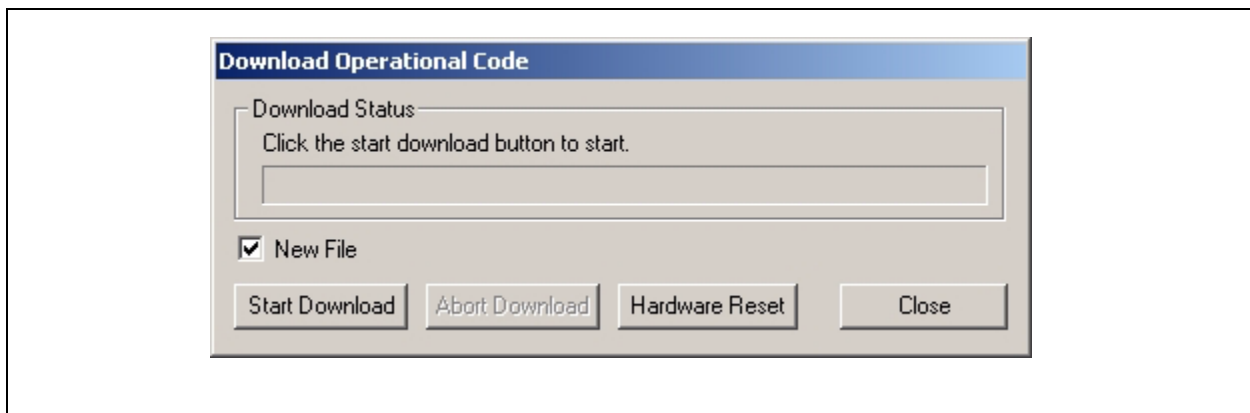 Download Operational Code
Download Status
Click the start download button to start.
New File
Start Download Abort Download Hardware Reset Close